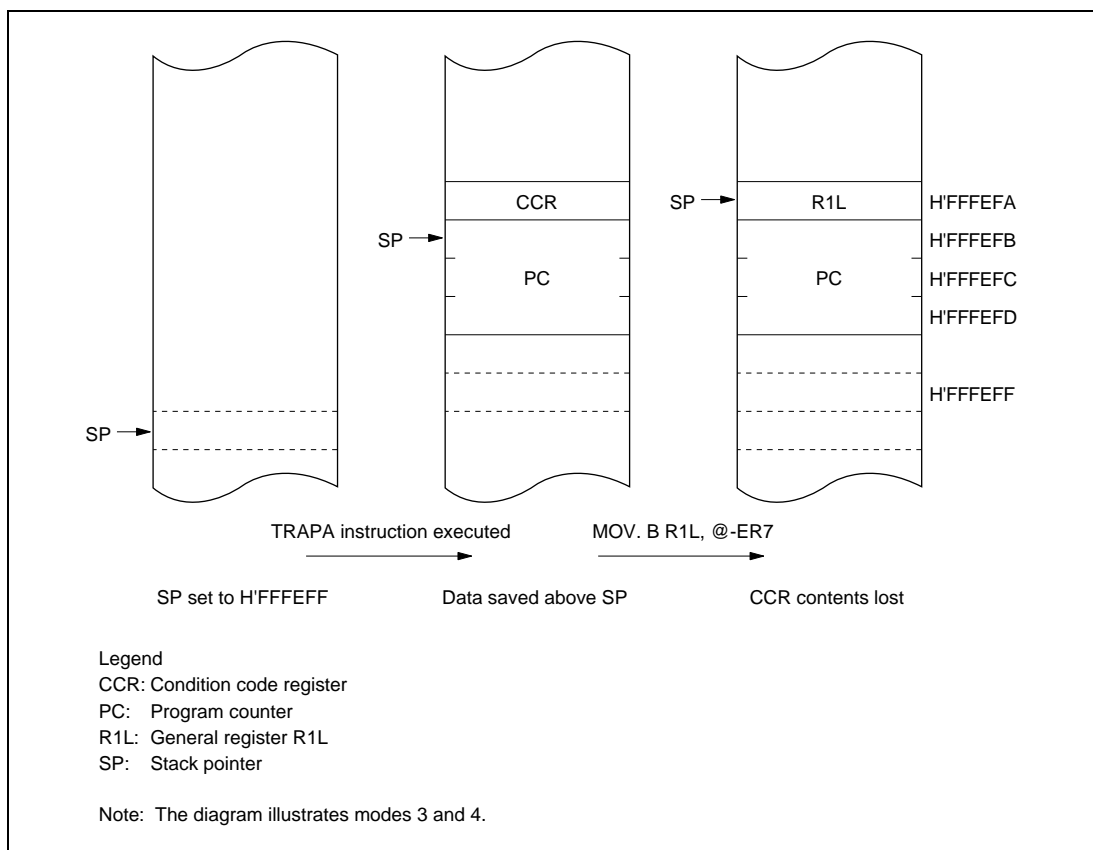 CCR
SP
R1L
H'FFFEFA
SP
H'FFFEFB
PC
PC
H'FFFEFC
H'FFFEFD
H'FFFEFF
SP
TRAPA instruction executed
MOV. B R1L, @-ER7
SP set to H'FFFEFF
Data saved above SP
CCR contents lost
Legend
CCR: Condition code register
PC: Program counter
R1L: General register R1L
SP: Stack pointer
Note: The diagram illustrates modes 3 and 4.